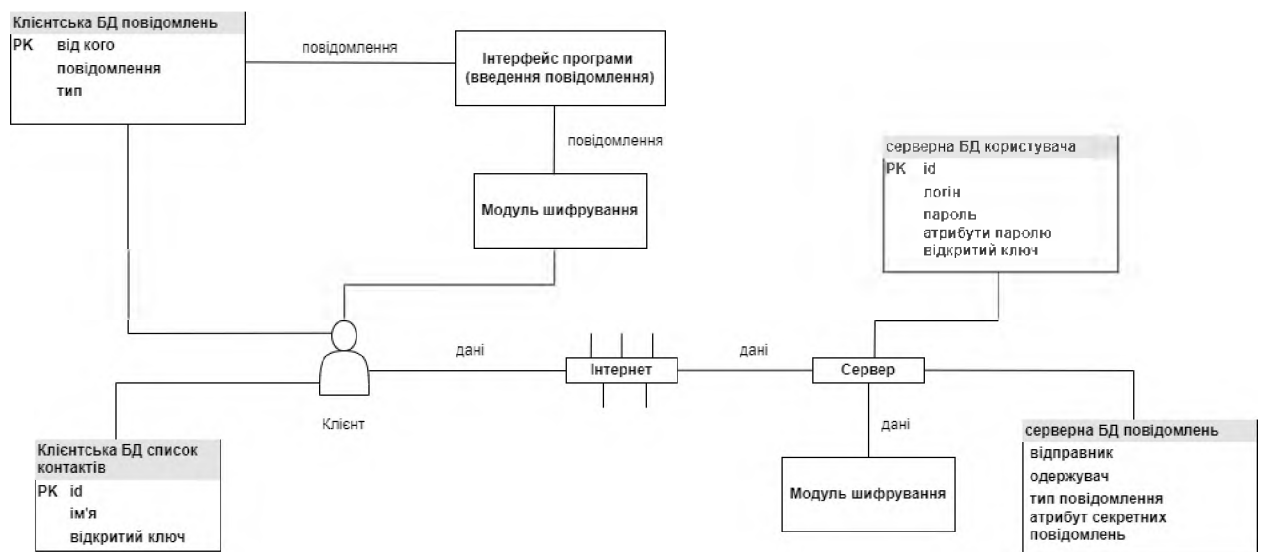 Клієнтська БД повідомлень
PK від кого
повідомлення
тип
повідомлення
Інтерфейс програми
(введення повідомлення)
повідомлення
Модуль шифрування
серверна БД користувача
PK id
логін
пароль
атрибути паролю
відкритий ключ
дані
Інтернет
дані
Сервер
Клієнт
дані
Модуль шифрування
Клієнтська БД список
контактів
PK id
ім'я
відкритий ключ
серверна БД повідомлень
відправник
одержувач
тип повідомлення
атрибут секретних
повідомлень